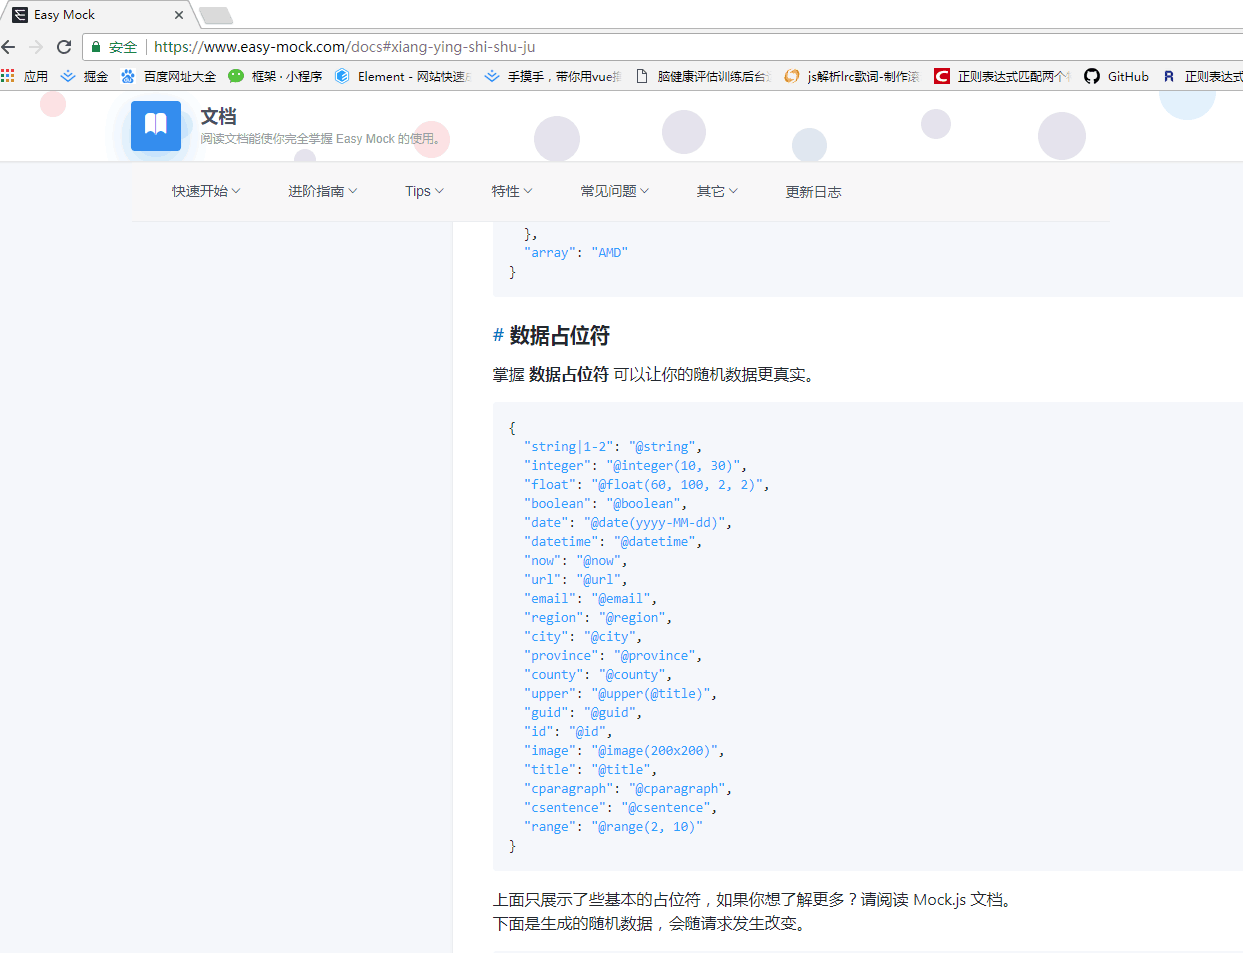 Easy Mock
安全 https://www.easy-mock.com/docs#xiang-ying-shi-shu-ju
应用 掘金 百度网址大全 框架 · 小程序 Element - 网站快速 手摸手，带你用vue 脑健康评估训练后台 js解析lrc歌词-制作 正则表达式匹配两个 GitHub R 正则表达式
文档
阅读文档能使你完全掌握 Easy Mock 的使用。
快速开始 进阶指南 Tips 特性 常见问题 其它 更新日志
},
"array": "AMD"
}
# 数据占位符
掌握 数据占位符 可以让你的随机数据更真实。
{
"string|1-2": "@string",
"integer": "@integer(10, 30)",
"float": "@float(60, 100, 2, 2)",
"boolean": "@boolean",
"date": "@date(yyyy-MM-dd)",
"datetime": "@datetime",
"now": "@now",
"url": "@url",
"email": "@email",
"region": "@region",
"city": "@city",
"province": "@province",
"county": "@county",
"upper": "@upper(@title)",
"guid": "@guid",
"id": "@id",
"image": "@image(200x200)",
"title": "@title",
"cparagraph": "@cparagraph",
"csentence": "@csentence",
"range": "@range(2, 10)"
}
上面只展示了些基本的占位符，如果你想了解更多？请阅读 Mock.js 文档。
下面是生成的随机数据，会随请求发生改变。